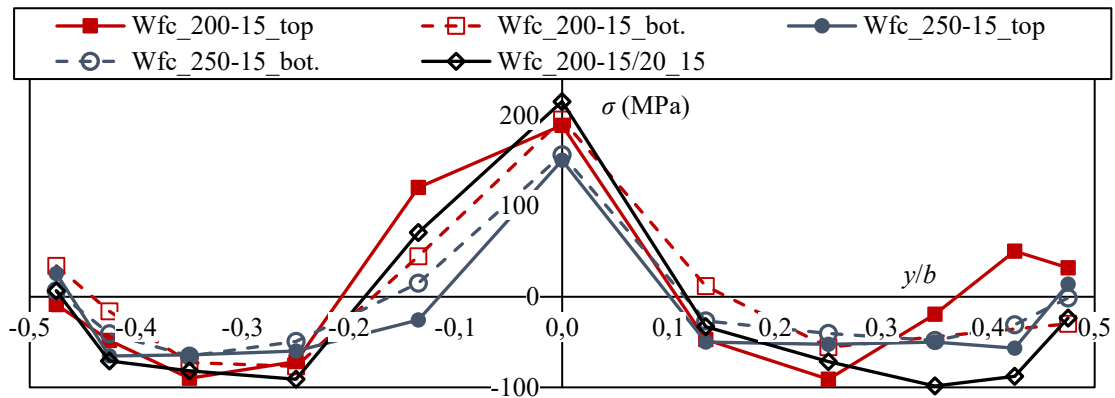 Wfc_200-15_top Wfc_200-15_bot. Wfc_250-15_top
Wfc_250-15_bot. Wfc_200-15/20_15
200
σ (MPa)
100
y/b
0
-0,5 -0,4 -0,3 -0,2 -0,1 0,0 0,1 0,2 0,3 0,4 0,5
-100